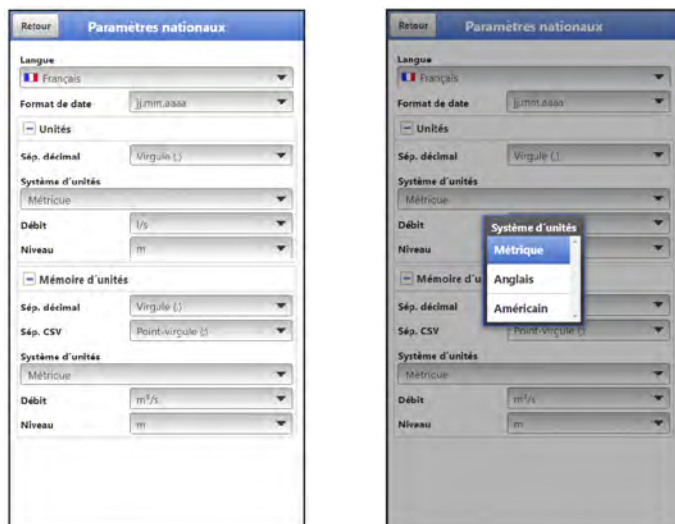 Retour Paramètres nationaux
Langue
Français
Format de date jj.mm.aaaa
Unités
Sép. décimal Virgule (,)
Système d´unités
Métrique
Débit l/s
Niveau m
Mémoire d´unités
Sép. décimal Virgule (,)
Sép. CSV Point-virgule (;)
Système d´unités
Métrique
Débit m³/s
Niveau m
Retour Paramètres nationaux
Langue
Français
Format de date jj.mm.aaaa
Unités
Sép. décimal Virgule (,)
Système d´unités
Métrique
Débit
Niveau
Système d´unités
Métrique
Anglais
Américain
Mémoire d´u
Sép. décimal
Sép. CSV Point-virgule (;)
Système d´unités
Métrique
Débit m³/s
Niveau m